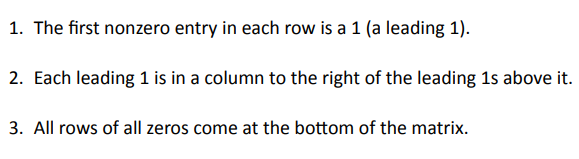 1. The first nonzero entry in each row is a 1 (a leading 1).
2. Each leading 1 is in a column to the right of the leading 1s above it.
3. All rows of all zeros come at the bottom of the matrix.